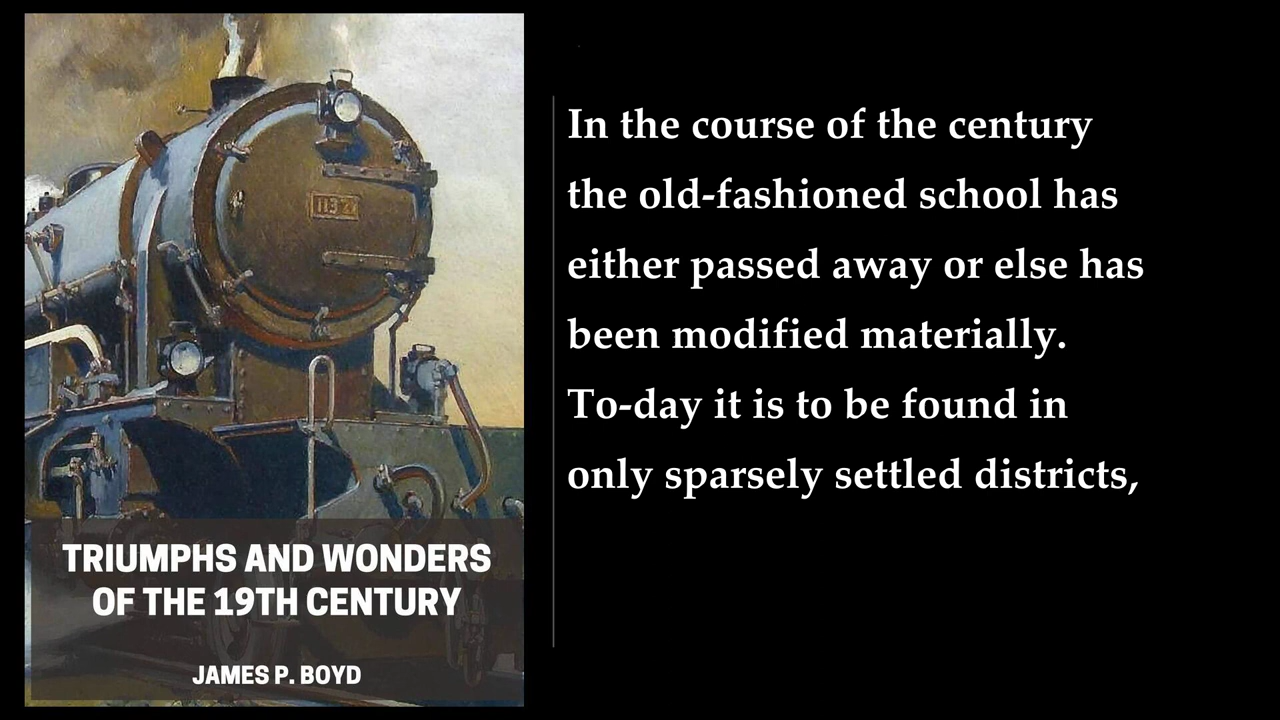 In the course of the century
the old-fashioned school has
either passed away or else has
been modified materially.
To-day it is to be found in
only sparsely settled districts,
TRIUMPHS AND WONDERS
OF THE 19TH CENTURY
JAMES P. BOYD